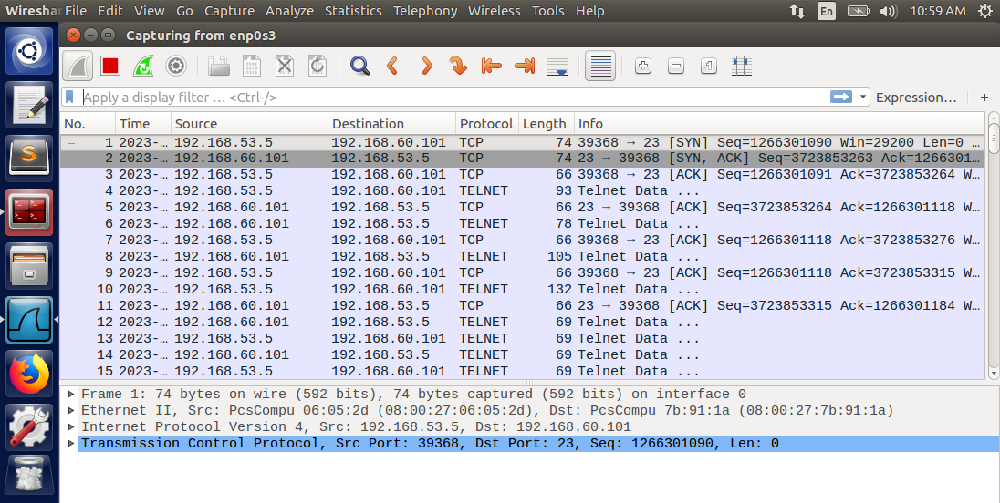 Wireshar File Edit View Go Capture Analyze Statistics Telephony Wireless Tools Help En 10:59 AM
Capturing from enp0s3
Apply a display filter … <Ctrl-/> Expression… +
No. Time Source Destination Protocol Length Info
1 2023-… 192.168.53.5 192.168.60.101 TCP 74 39368 → 23 [SYN] Seq=1266301090 Win=29200 Len=0 …
2 2023-… 192.168.60.101 192.168.53.5 TCP 74 23 → 39368 [SYN, ACK] Seq=3723853263 Ack=1266301…
3 2023-… 192.168.53.5 192.168.60.101 TCP 66 39368 → 23 [ACK] Seq=1266301091 Ack=3723853264 W…
4 2023-… 192.168.53.5 192.168.60.101 TELNET 93 Telnet Data ...
5 2023-… 192.168.60.101 192.168.53.5 TCP 66 23 → 39368 [ACK] Seq=3723853264 Ack=1266301118 W…
6 2023-… 192.168.60.101 192.168.53.5 TELNET 78 Telnet Data ...
7 2023-… 192.168.53.5 192.168.60.101 TCP 66 39368 → 23 [ACK] Seq=1266301118 Ack=3723853276 W…
8 2023-… 192.168.60.101 192.168.53.5 TELNET 105 Telnet Data ...
9 2023-… 192.168.53.5 192.168.60.101 TCP 66 39368 → 23 [ACK] Seq=1266301118 Ack=3723853315 W…
10 2023-… 192.168.53.5 192.168.60.101 TELNET 132 Telnet Data ...
11 2023-… 192.168.60.101 192.168.53.5 TCP 66 23 → 39368 [ACK] Seq=3723853315 Ack=1266301184 W…
12 2023-… 192.168.60.101 192.168.53.5 TELNET 69 Telnet Data ...
13 2023-… 192.168.53.5 192.168.60.101 TELNET 69 Telnet Data ...
14 2023-… 192.168.60.101 192.168.53.5 TELNET 69 Telnet Data ...
15 2023-… 192.168.53.5 192.168.60.101 TELNET 69 Telnet Data ...
Frame 1: 74 bytes on wire (592 bits), 74 bytes captured (592 bits) on interface 0
Ethernet II, Src: PcsCompu_06:05:2d (08:00:27:06:05:2d), Dst: PcsCompu_7b:91:1a (08:00:27:7b:91:1a)
Internet Protocol Version 4, Src: 192.168.53.5, Dst: 192.168.60.101
Transmission Control Protocol, Src Port: 39368, Dst Port: 23, Seq: 1266301090, Len: 0